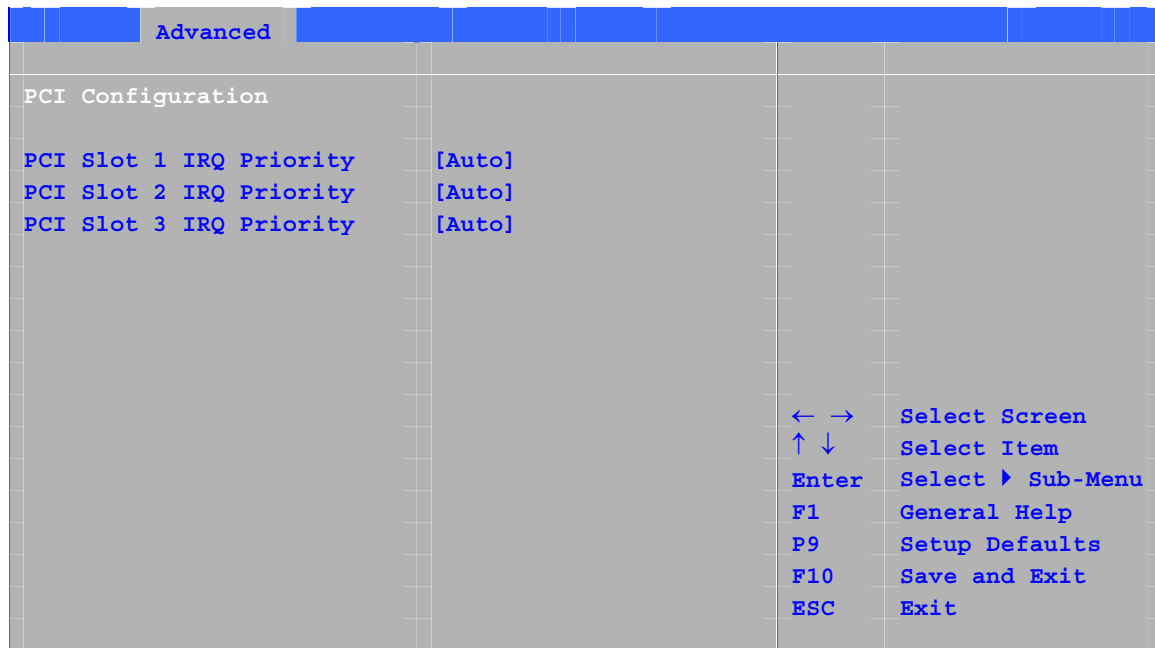 Advanced
PCI Configuration
PCI Slot 1 IRQ Priority [Auto]
PCI Slot 2 IRQ Priority [Auto]
PCI Slot 3 IRQ Priority [Auto]
← → Select Screen
↑ ↓ Select Item
Enter Select ▶ Sub-Menu
F1 General Help
P9 Setup Defaults
F10 Save and Exit
ESC Exit